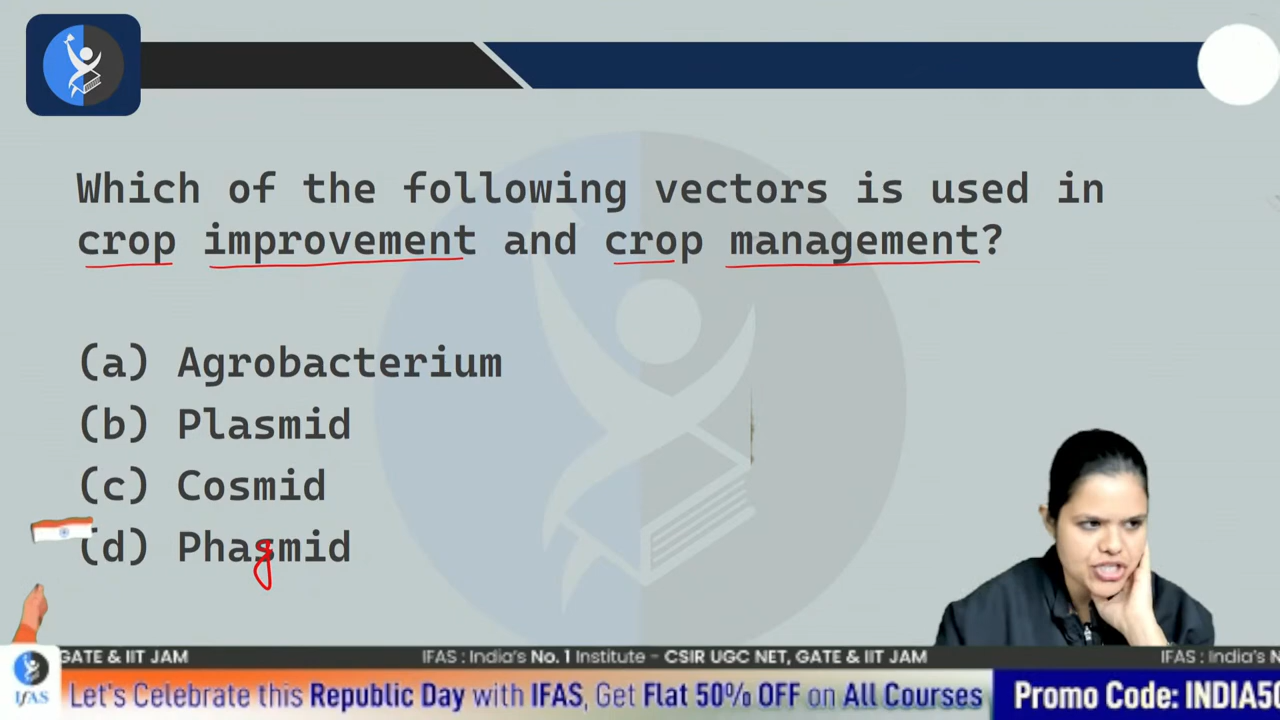 Which of the following vectors is used in
crop improvement and crop management?
(a) Agrobacterium
(b) Plasmid
(c) Cosmid
(d) Phagmid
GATE & IIT JAM
IFAS : India's No. 1 Institute - CSIR UGC NET, GATE & IIT JAM
IFAS : India's N
IFAS
Let's Celebrate this Republic Day with IFAS, Get Flat 50% OFF on All Courses
Promo Code: INDIA50